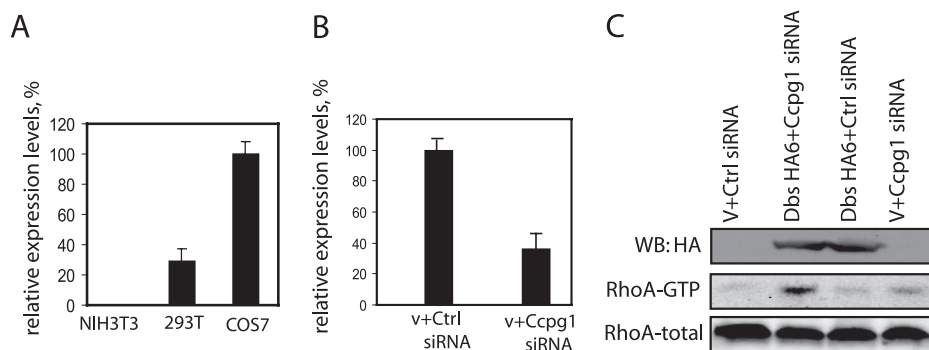 A
relative expression levels, %
120
100
80
60
40
20
0
NIH3T3 293T COS7
B
relative expression levels, %
120
100
80
60
40
20
0
v+Ctrl siRNA
v+Ccpg1 siRNA
C
V+Ctrl siRNA
Dbs HA6+Ccpg1 siRNA
Dbs HA6+Ctrl siRNA
V+Ccpg1 siRNA
WB: HA
RhoA-GTP
RhoA-total